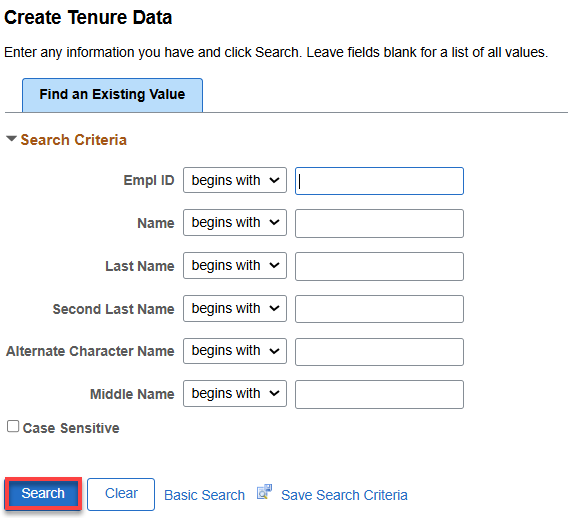 Create Tenure Data
Enter any information you have and click Search. Leave fields blank for a list of all values.
Find an Existing Value
Search Criteria
Empl ID begins with
Name begins with
Last Name begins with
Second Last Name begins with
Alternate Character Name begins with
Middle Name begins with
Case Sensitive
Search Clear Basic Search Save Search Criteria